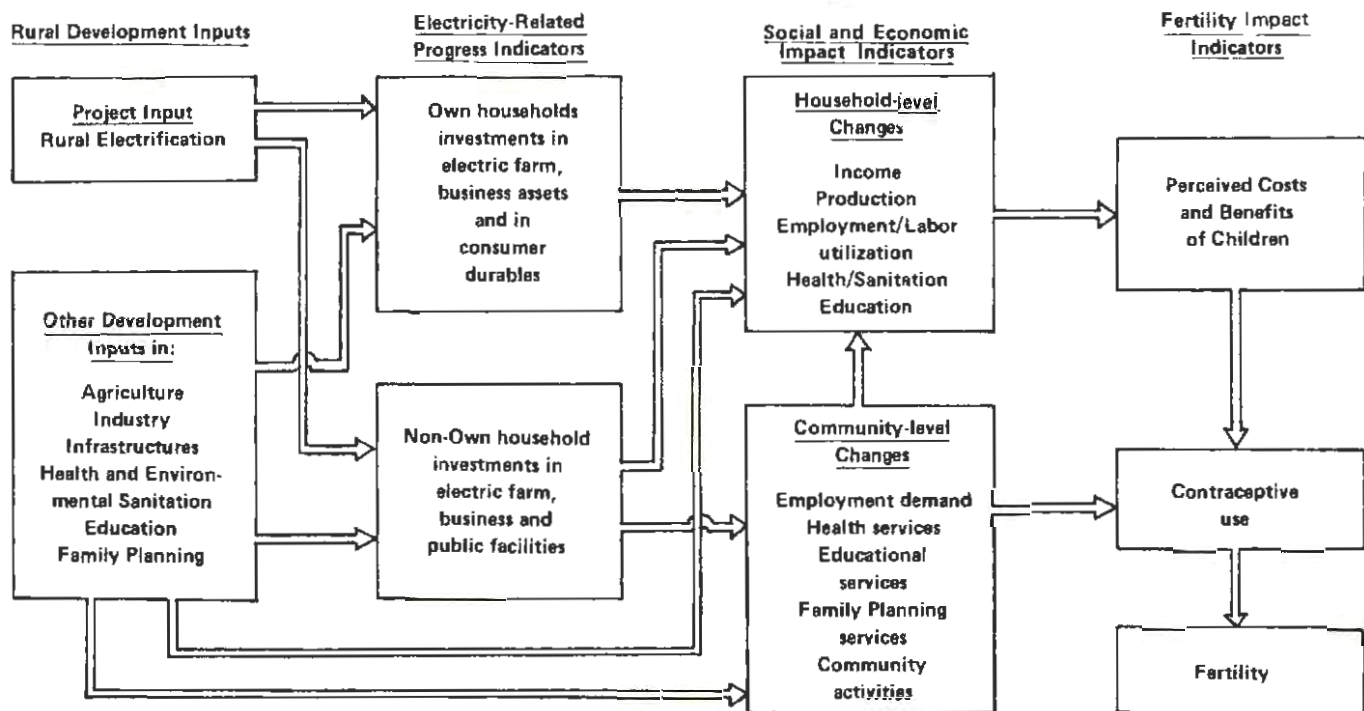 Rural Development Inputs
Project Input
Rural Electrification
Other Development
Inputs in:
Agriculture
Industry
Infrastructures
Health and Environ-
mental Sanitation
Education
Family Planning
Electricity-Related
Progress Indicators
Own households
investments in
electric farm,
business assets
and in
consumer
durables
Non-Own household
investments in
electric farm,
business and
public facilities
Social and Economic
Impact Indicators
Household-level
Changes
Income
Production
Employment/Labor
utilization
Health/Sanitation
Education
Community-level
Changes
Employment demand
Health services
Educational
services
Family Planning
services
Community
activities
Fertility Impact
Indicators
Perceived Costs
and Benefits
of Children
Contraceptive
use
Fertility